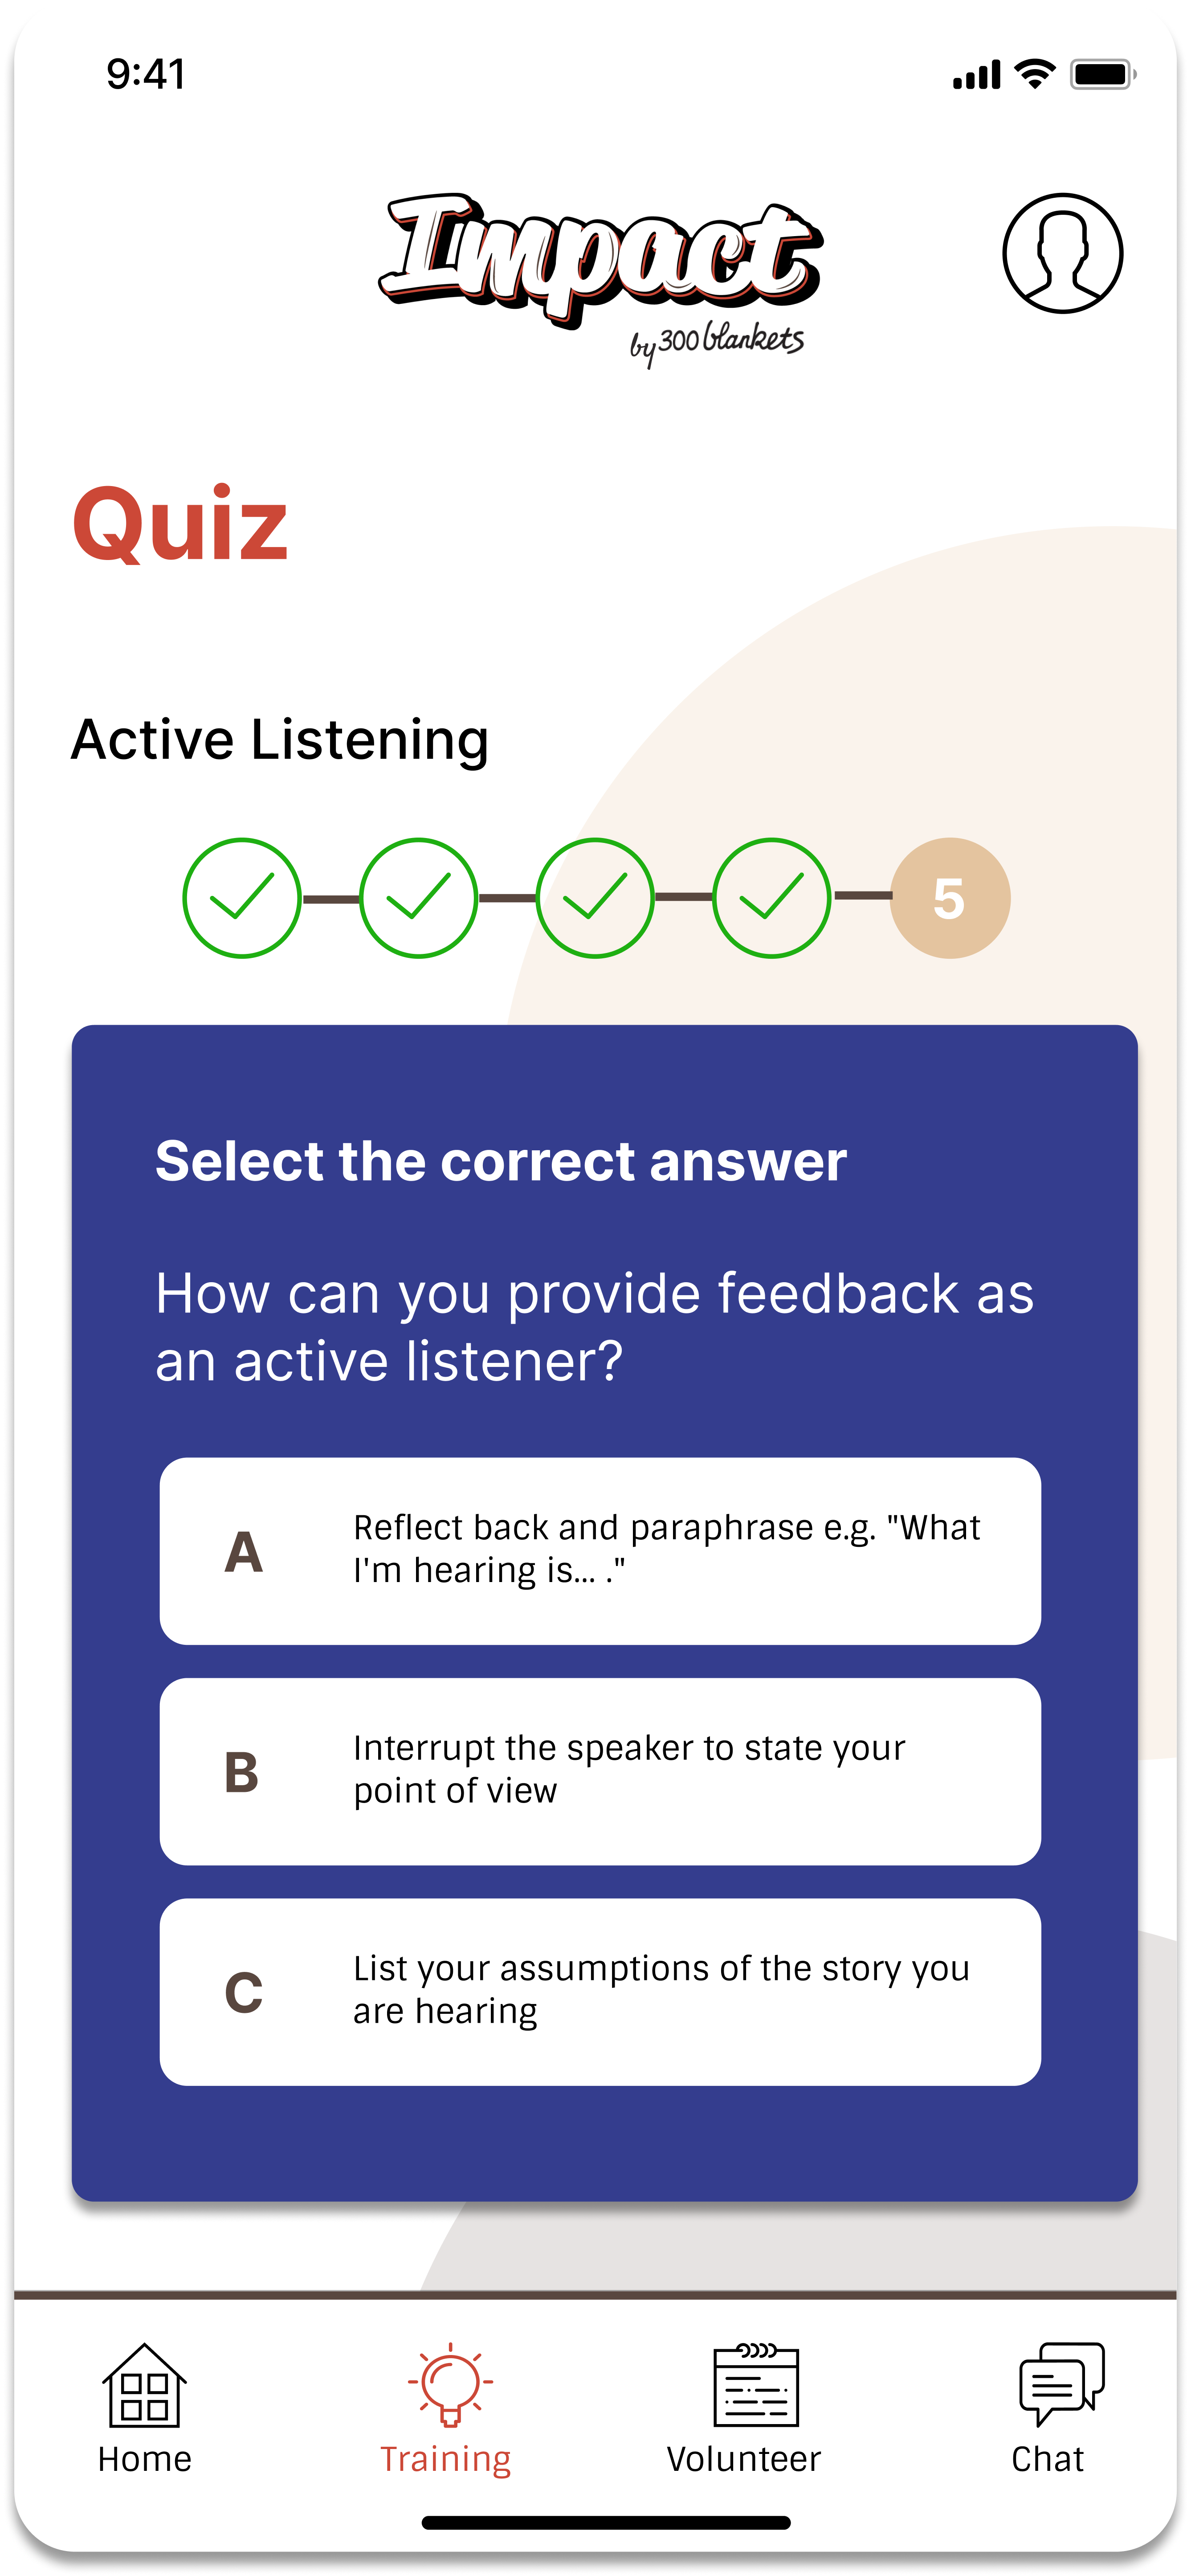 9:41
Impact
by 300 blankets
Quiz
Active Listening
5
Select the correct answer
How can you provide feedback as
an active listener?
A
Reflect back and paraphrase e.g. "What
I'm hearing is... ."
B
Interrupt the speaker to state your
point of view
C
List your assumptions of the story you
are hearing
Home
Training
Volunteer
Chat